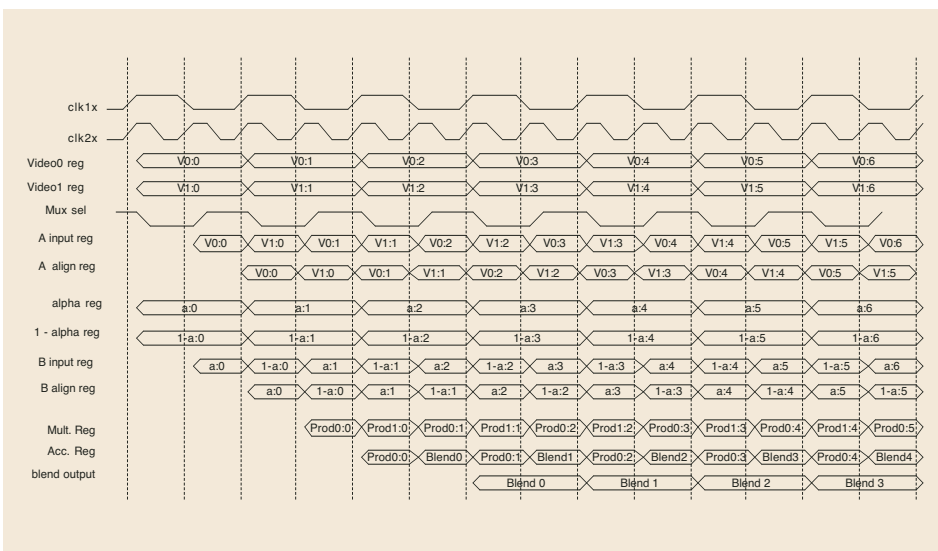 clk1x
clk2x
Video0 reg V0:0 V0:1 V0:2 V0:3 V0:4 V0:5 V0:6
Video1 reg V1:0 V1:1 V1:2 V1:3 V1:4 V1:5 V1:6
Mux sel
A input reg V0:0 V1:0 V0:1 V1:1 V0:2 V1:2 V0:3 V1:3 V0:4 V1:4 V0:5 V1:5 V0:6
A align reg V0:0 V1:0 V0:1 V1:1 V0:2 V1:2 V0:3 V1:3 V0:4 V1:4 V0:5 V1:5
alpha reg a:0 a:1 a:2 a:3 a:4 a:5 a:6
1 - alpha reg 1-a:0 1-a:1 1-a:2 1-a:3 1-a:4 1-a:5 1-a:6
B input reg a:0 1-a:0 a:1 1-a:1 a:2 1-a:2 a:3 1-a:3 a:4 1-a:4 a:5 1-a:5 a:6
B align reg a:0 1-a:0 a:1 1-a:1 a:2 1-a:2 a:3 1-a:3 a:4 1-a:4 a:5 1-a:5
Mult. Reg Prod0:0 Prod1:0 Prod0:1 Prod1:1 Prod0:2 Prod1:2 Prod0:3 Prod1:3 Prod0:4 Prod1:4 Prod0:5
Acc. Reg Prod0:0 Blend0 Prod0:1 Blend1 Prod0:2 Blend2 Prod0:3 Blend3 Prod0:4 Blend4
blend output Blend 0 Blend 1 Blend 2 Blend 3